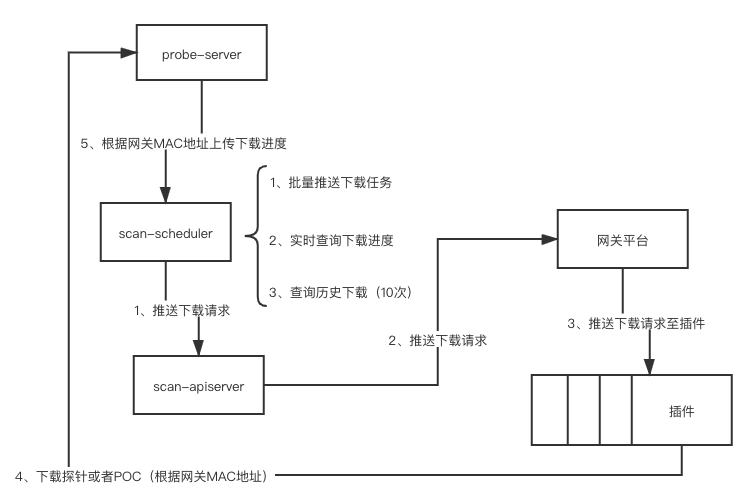 probe-server
5、根据网关MAC地址上传下载进度
1、批量推送下载任务
scan-scheduler
2、实时查询下载进度
网关平台
3、查询历史下载（10次）
1、推送下载请求
3、推送下载请求至插件
2、推送下载请求
scan-apiserver
插件
4、下载探针或者POC（根据网关MAC地址）